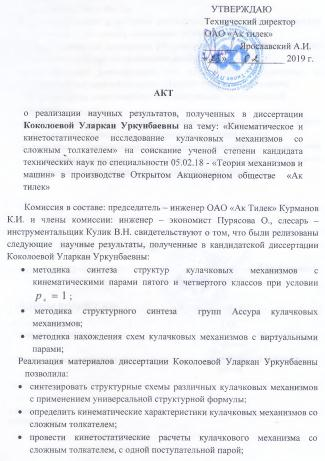 УТВЕРЖДАЮ
Технический директор
ОАО «Ак тилек»
Ярославский А.И.
2019 г.
АКТ
о реализации научных результатов, полученных в диссертации
Коколоевой Уларкан Уркунбаевны на тему: «Кинематическое и
кинетостатическое исследование кулачковых механизмов со
сложным толкателем» на соискание ученой степени кандидата
технических наук по специальности 05.02.18 - «Теория механизмов и
машин» в производстве Открытом Акционерном обществе «Ак
тилек»
Комиссия в составе: председатель – инженер ОАО «Ак Тилек» Курманов
К.И. и члены комиссии: инженер – экономист Пурясова О., слесарь –
инструментальщик Кулик В.Н. свидетельствуют о том, что были релизованы
следующие научные результаты, полученные в кандидатской диссертации
Коколоевой Уларкан Уркунбаевны:
• методика синтеза структур кулачковых механизмов с
кинематическими парами пятого и четвертого классов при условии
= 1 ;
• методика структурного синтеза групп Ассура кулачковых
механизмов;
• методика нахождения схем кулачковых механизмов с виртуальными
парами;
Реализация материалов диссертации Коколоевой Уларкан Уркунбаевны
позволила:
• синтезировать структурные схемы различных кулачковых механизмов
с применением универсальной структурной формулы;
• определить кинематические характеристики кулачковых механизмов со
сложным толкателем;
• провести кинетостатические расчеты кулачкового механизма со
сложным толкателем, с одной поступательной парой;